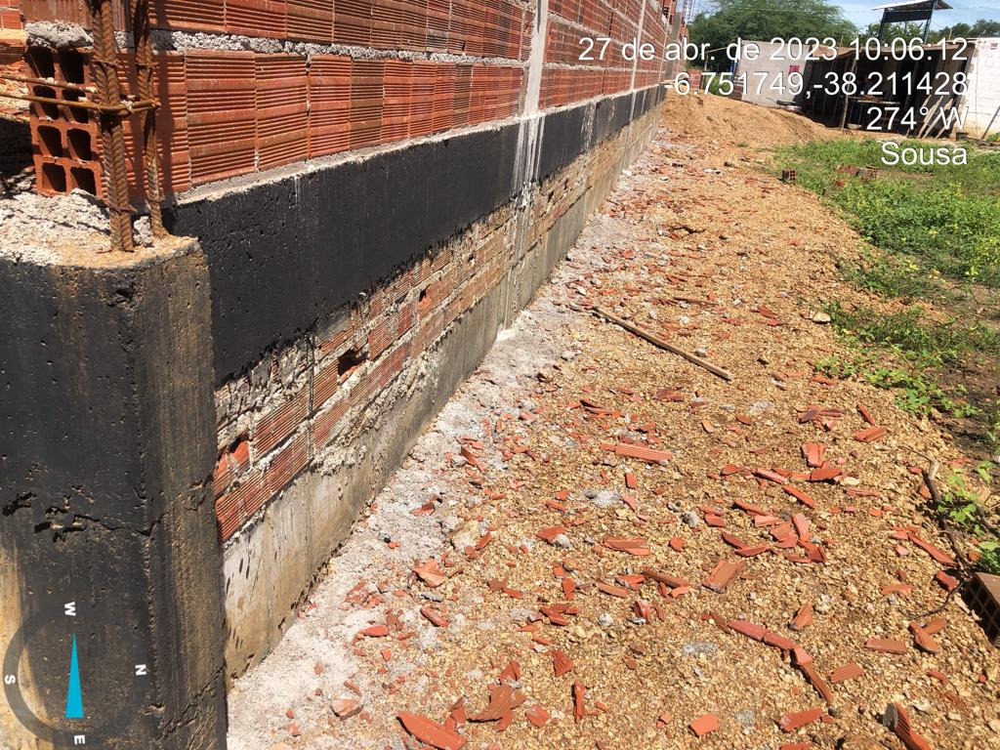 27 de abr. de 2023 10:06:12
-6.751749,-38.211428
274° W
Sousa
W
S
N
E